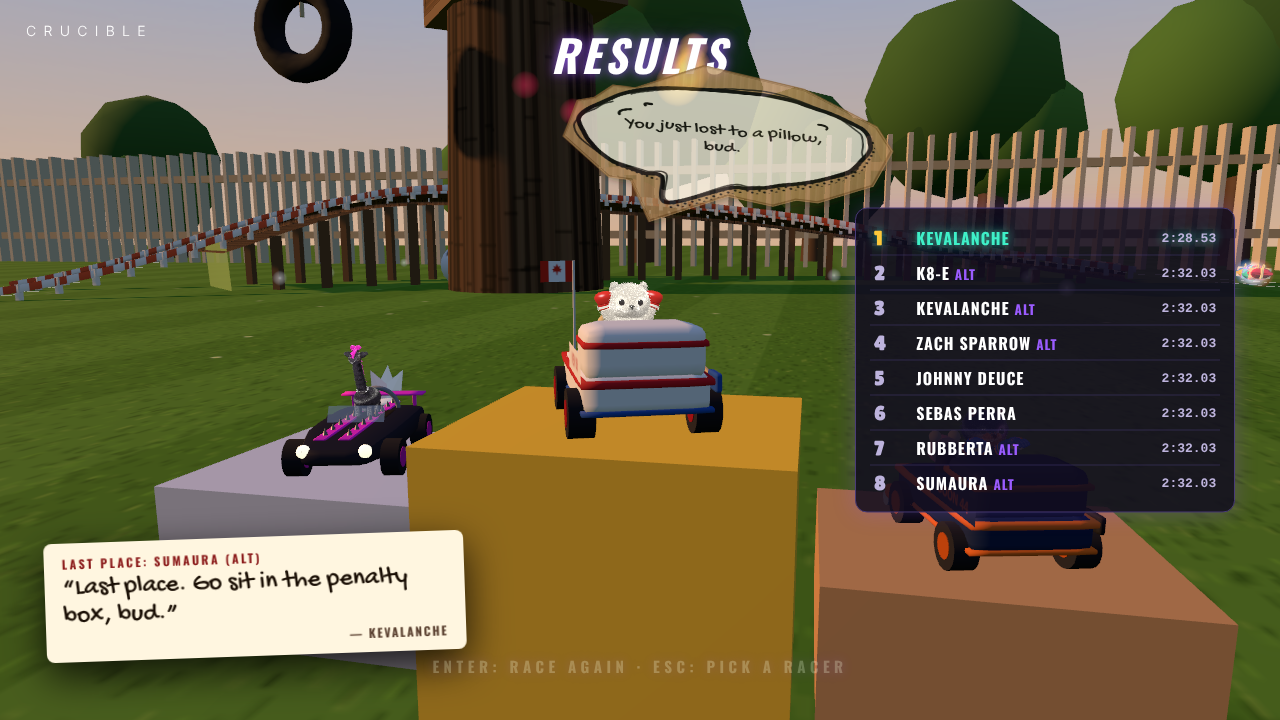 CRUCIBLE
RESULTS
You just lost to a pillow,
bud.
1 KEVALANCHE 2:28.53
2 K8-E ALT 2:32.03
3 KEVALANCHE ALT 2:32.03
4 ZACH SPARROW ALT 2:32.03
5 JOHNNY DEUCE 2:32.03
6 SEBAS PERRA 2:32.03
7 RUBBERTA ALT 2:32.03
8 SUMAURA ALT 2:32.03
LAST PLACE: SUMAURA (ALT)
"Last place. Go sit in the penalty
box, bud."
— KEVALANCHE
ENTER: RACE AGAIN · ESC: PICK A RACER